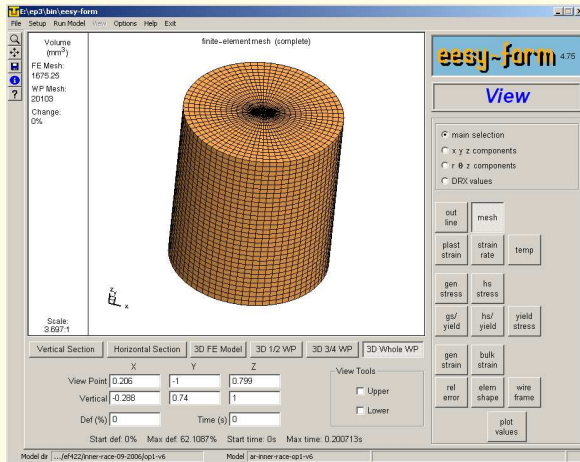 E:\ep3\bin\eesy-form
File Setup Run Model View Options Help Exit
Volume
(mm³)
FE Mesh:
1675.25
WP Mesh:
20103
Change:
0%
finite-element mesh (complete)
z
y
x
Scale:
3.697:1
eesy-form 4.75
View
main selection
x y z components
r θ z components
DRX values
out line
mesh
plast strain
strain rate
temp
gen stress
hs stress
gs/ yield
hs/ yield
yield stress
gen strain
bulk strain
rel error
elem shape
wire frame
plot values
Vertical Section Horizontal Section 3D FE Model 3D 1/2 WP 3D 3/4 WP 3D Whole WP
X Y Z
View Point 0.206 -1 0.799
Vertical -0.288 0.74 1
Def (%) 0 Time (s) 0
View Tools
Upper
Lower
Start def: 0% Max def: 62.1087% Start time: 0s Max time: 0.200713s
Model dir .../ef422/inner-race-09-2006/op1-v6 Model ar-inner-race-op1-v6